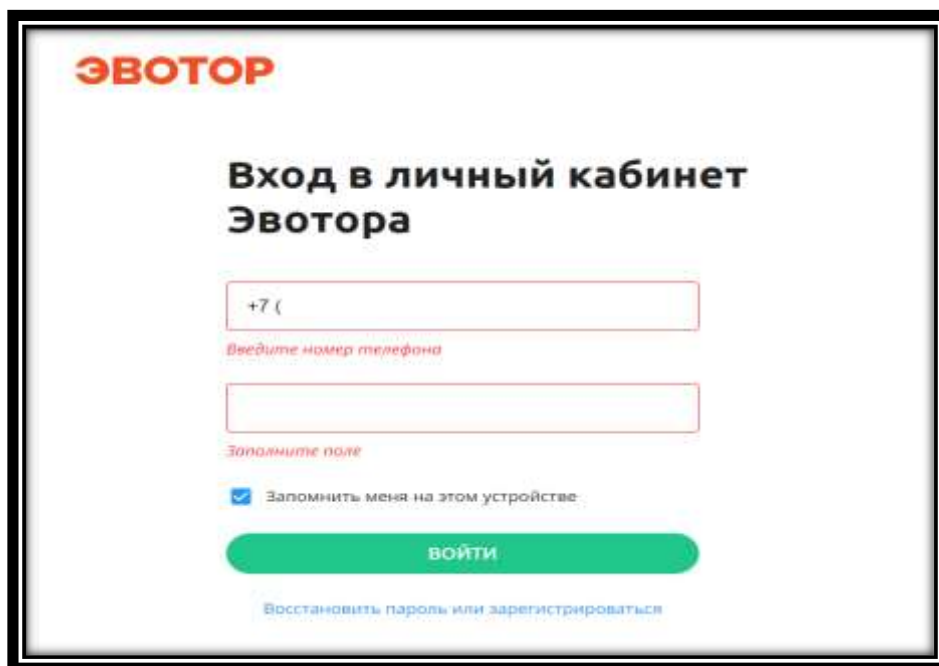 ЭВОТОР
Вход в личный кабинет
Эвотора
+7 (
Введите номер телефона
Заполните поле
Запомнить меня на этом устройстве
ВОЙТИ
Восстановить пароль или зарегистрироваться